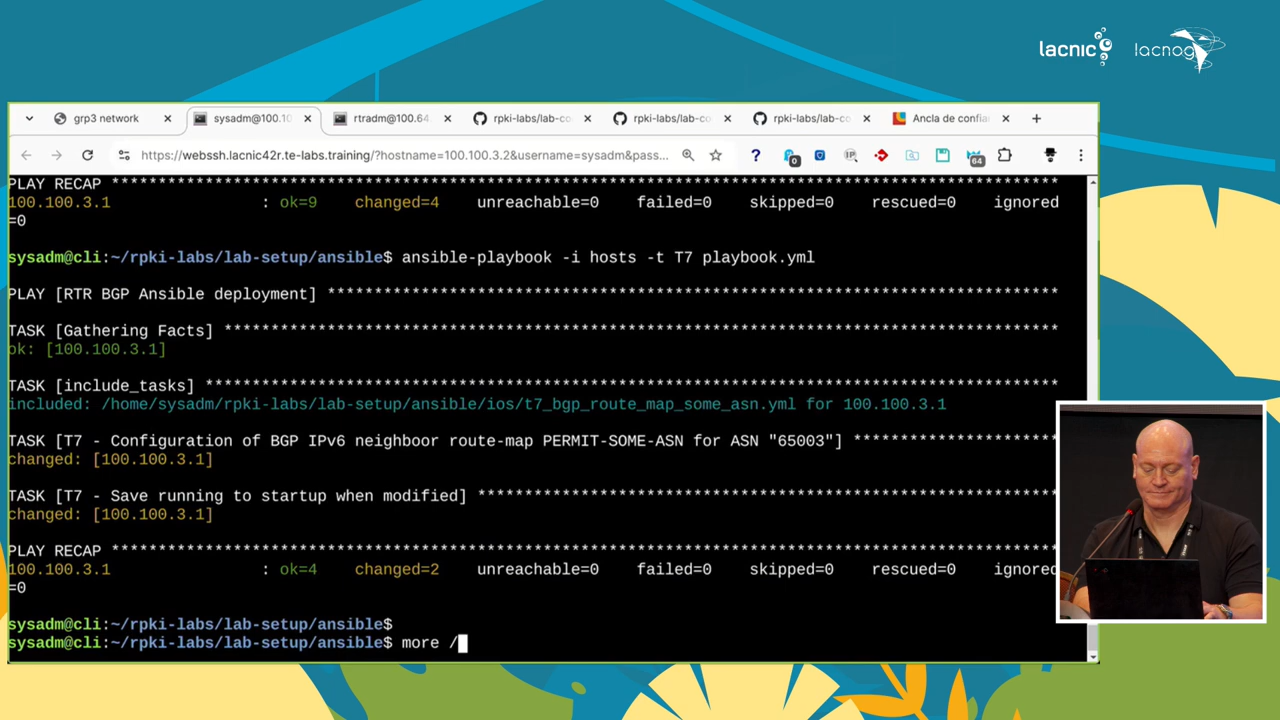 lacnic
lacnog
grp3 network
sysadm@100.10
rtradm@100.64.
rpki-labs/lab-co
rpki-labs/lab-co
rpki-labs/lab-co
Ancla de confia
https://webssh.lacnic42r.te-labs.training/?hostname=100.100.3.2&username=sysadm&pass...
0
IP
64
PLAY RECAP *******************************************************************************************
100.100.3.1 : ok=9 changed=4 unreachable=0 failed=0 skipped=0 rescued=0 ignored
=0
sysadm@cli:~/rpki-labs/lab-setup/ansible$ ansible-playbook -i hosts -t T7 playbook.yml
PLAY [RTR BGP Ansible deployment] ********************************************************************
TASK [Gathering Facts] *******************************************************************************
ok: [100.100.3.1]
TASK [include_tasks] *********************************************************************************
included: /home/sysadm/rpki-labs/lab-setup/ansible/ios/t7_bgp_route_map_some_asn.yml for 100.100.3.1
TASK [T7 - Configuration of BGP IPv6 neighboor route-map PERMIT-SOME-ASN for ASN "65003"] **********************
changed: [100.100.3.1]
TASK [T7 - Save running to startup when modified] ***************************************************
changed: [100.100.3.1]
PLAY RECAP *******************************************************************************************
100.100.3.1 : ok=4 changed=2 unreachable=0 failed=0 skipped=0 rescued=0 ignored
=0
sysadm@cli:~/rpki-labs/lab-setup/ansible$
sysadm@cli:~/rpki-labs/lab-setup/ansible$ more /